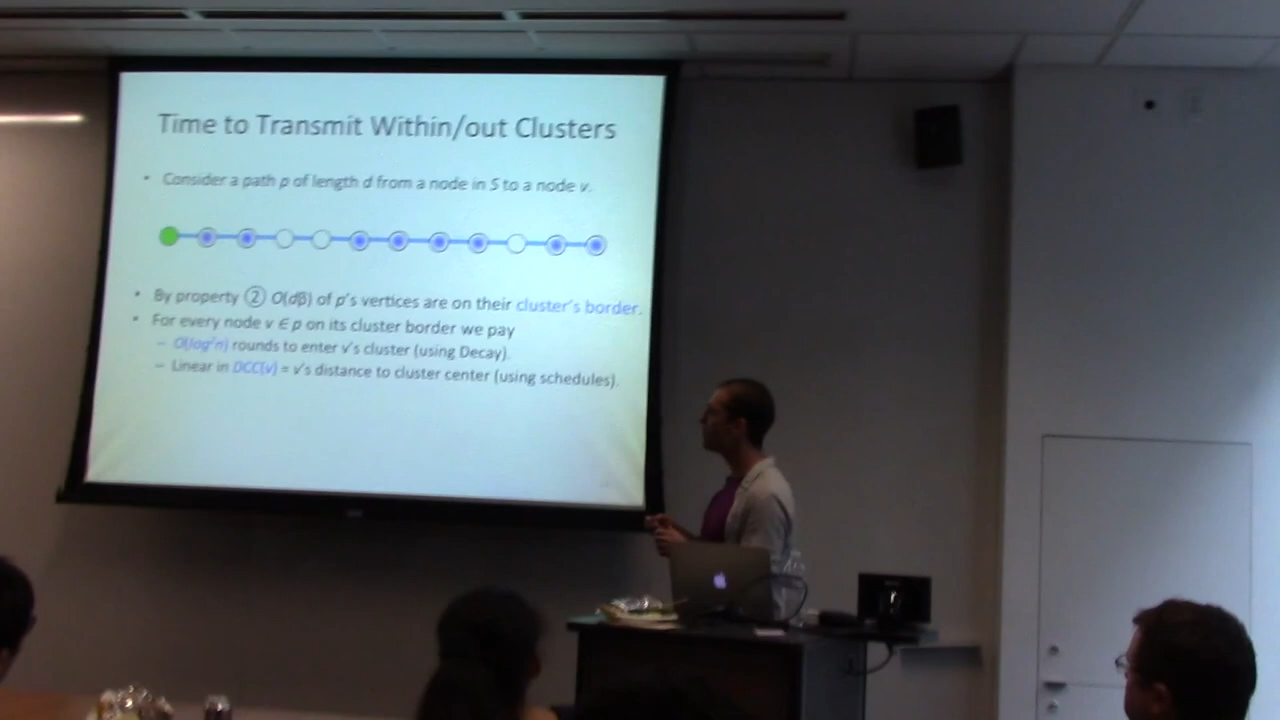 Time to Transmit Within/out Clusters
• Consider a path p of length d from a node in S to a node v.
• By property ② O(dβ) of p's vertices are on their cluster's border.
• For every node v ∈ p on its cluster border we pay
– O(log²n) rounds to enter v's cluster (using Decay).
– Linear in DCC(v) = v's distance to cluster center (using schedules).